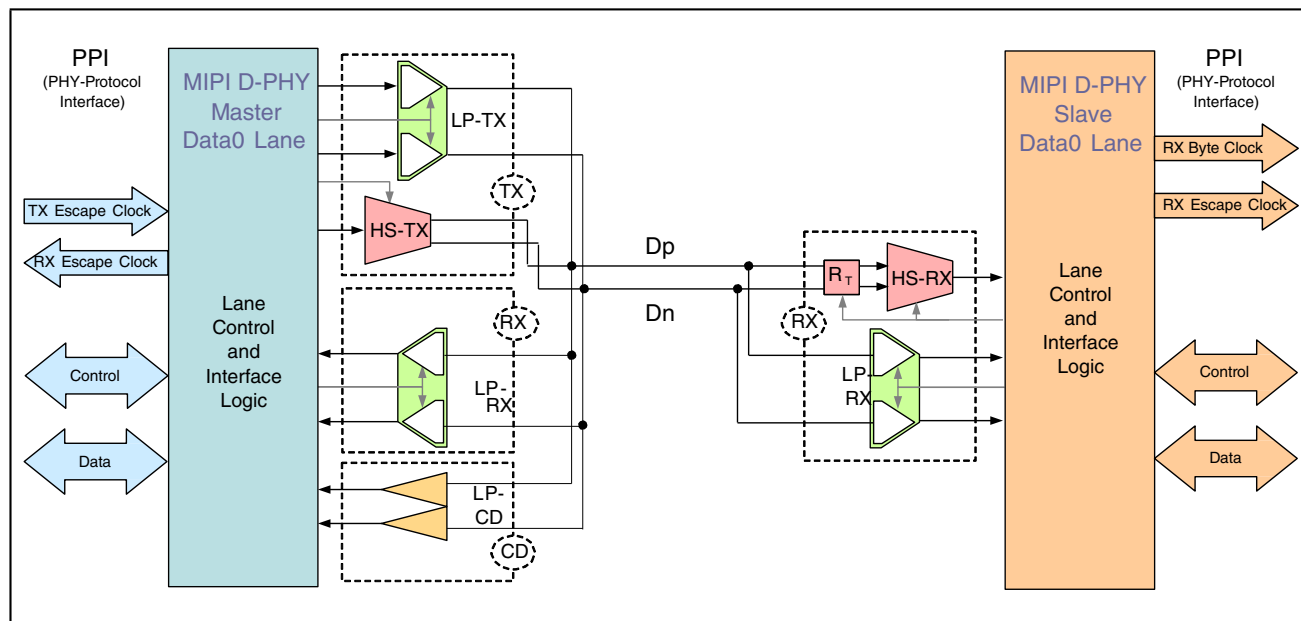 PPI
(PHY-Protocol
Interface)
TX Escape Clock
RX Escape Clock
Control
Data
MIPI D-PHY
Master
Data0 Lane
Lane
Control
and
Interface
Logic
LP-TX
TX
HS-TX
RX
LP-
RX
LP-
CD
CD
Dp
Dn
RT
HS-RX
RX
LP-
RX
MIPI D-PHY
Slave
Data0 Lane
Lane
Control
and
Interface
Logic
PPI
(PHY-Protocol
Interface)
RX Byte Clock
RX Escape Clock
Control
Data